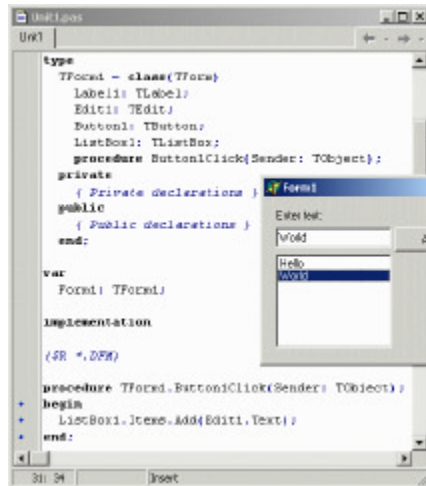 Unit1.pas
Unit1
type
TForm1 = class(TForm)
Label1: TLabel;
Edit1: TEdit;
Button1: TButton;
ListBox1: TListBox;
procedure Button1Click(Sender: TObject);
private
{ Private declarations }
public
{ Public declarations }
end;
var
Form1: TForm1;
implementation
{$R *.DFM}
procedure TForm1.Button1Click(Sender: TObject);
begin
ListBox1.Items.Add(Edit1.Text);
end;
31: 34
Insert
Form1
Enter text:
World
Hello
World